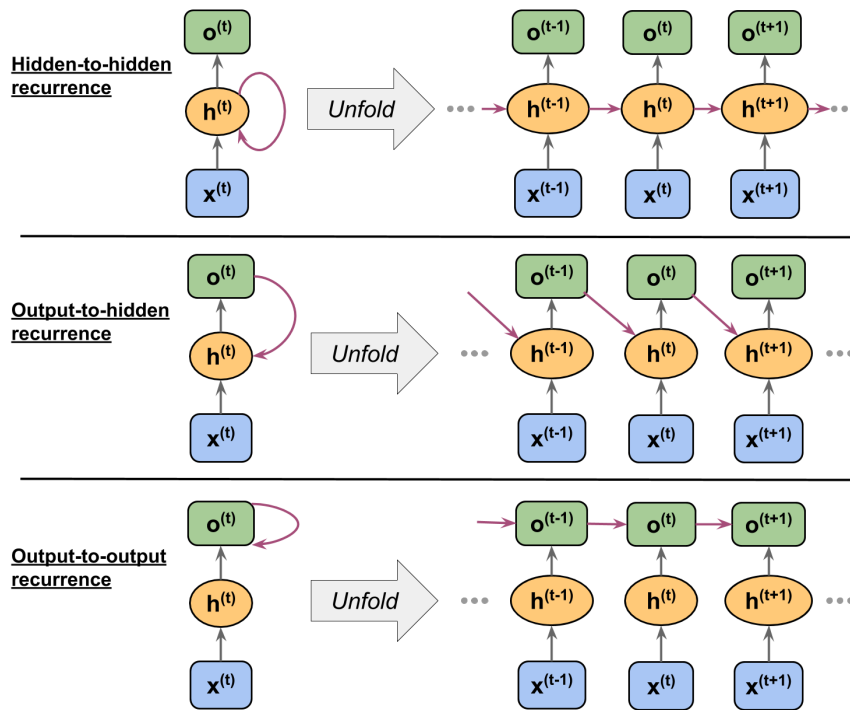 o(t) o(t-1) o(t) o(t+1)
Hidden-to-hidden
recurrence
h(t) Unfold h(t-1) h(t) h(t+1)
x(t) x(t-1) x(t) x(t+1)
o(t) o(t-1) o(t) o(t+1)
Output-to-hidden
recurrence
h(t) Unfold h(t-1) h(t) h(t+1)
x(t) x(t-1) x(t) x(t+1)
o(t) o(t-1) o(t) o(t+1)
Output-to-output
recurrence
h(t) Unfold h(t-1) h(t) h(t+1)
x(t) x(t-1) x(t) x(t+1)